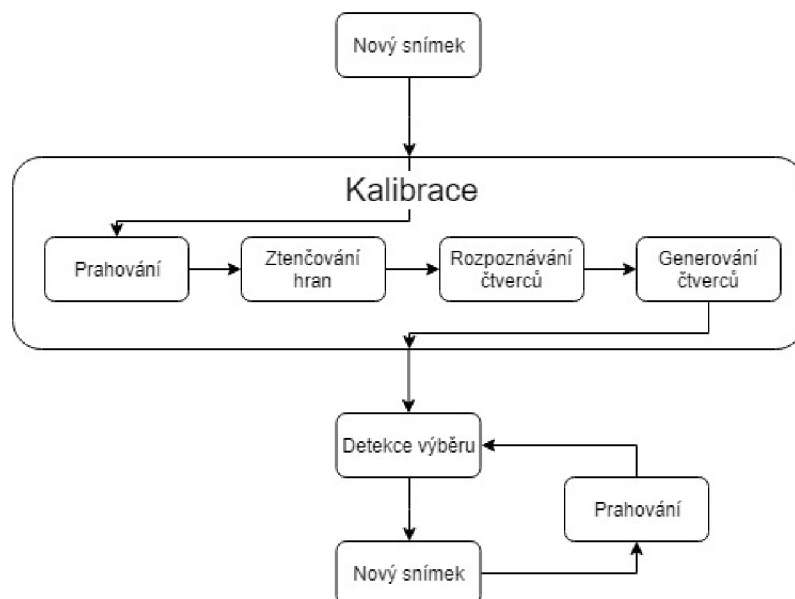 Nový snímek
Kalibrace
Prahování
Ztenčování
hran
Rozpoznávání
čtverců
Generování
čtverců
Detekce výběru
Prahování
Nový snímek